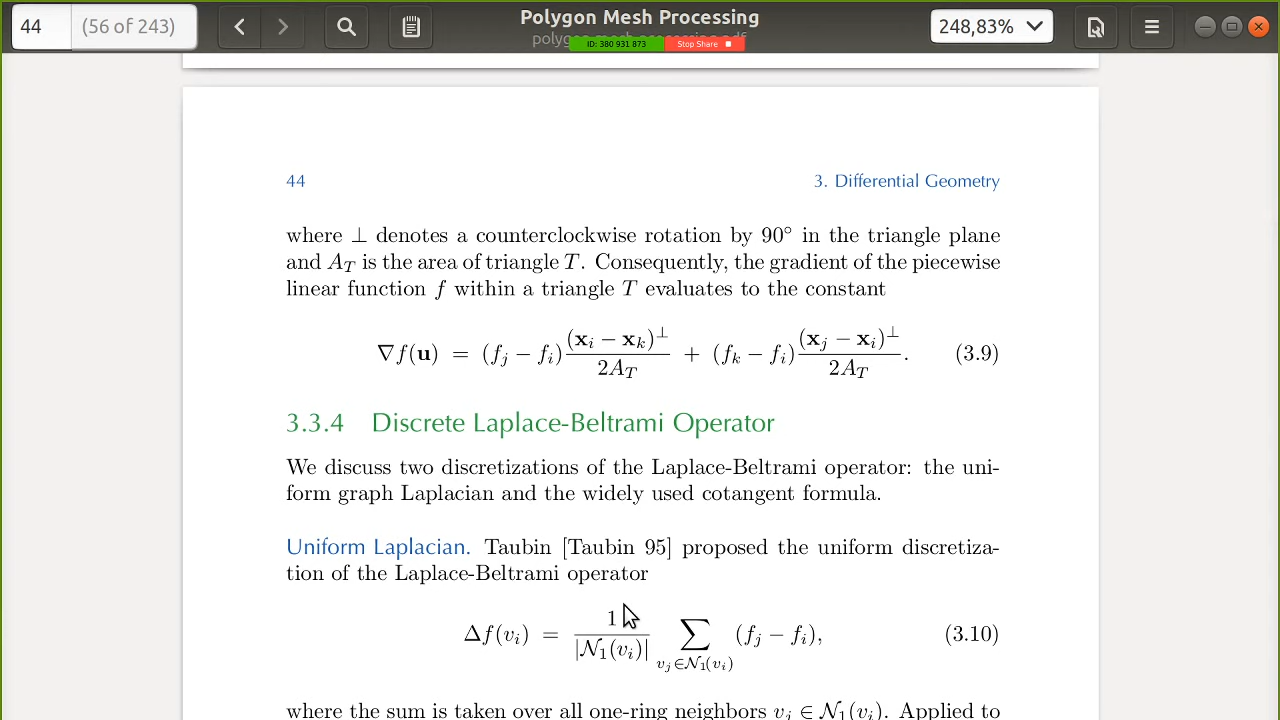 44 (56 of 243) Polygon Mesh Processing 248,83%
ID: 380 931 873 Stop Share
44 3. Differential Geometry
where ⊥ denotes a counterclockwise rotation by 90° in the triangle plane
and A_T is the area of triangle T. Consequently, the gradient of the piecewise
linear function f within a triangle T evaluates to the constant
∇f(u) = (f_j − f_i) (x_i − x_k)^⊥ / 2A_T + (f_k − f_i) (x_j − x_i)^⊥ / 2A_T. (3.9)
3.3.4 Discrete Laplace-Beltrami Operator
We discuss two discretizations of the Laplace-Beltrami operator: the uni-
form graph Laplacian and the widely used cotangent formula.
Uniform Laplacian. Taubin [Taubin 95] proposed the uniform discretiza-
tion of the Laplace-Beltrami operator
Δf(v_i) = 1 / |N_1(v_i)| ∑_{v_j∈N_1(v_i)} (f_j − f_i), (3.10)
where the sum is taken over all one-ring neighbors v_j ∈ N_1(v_i). Applied to